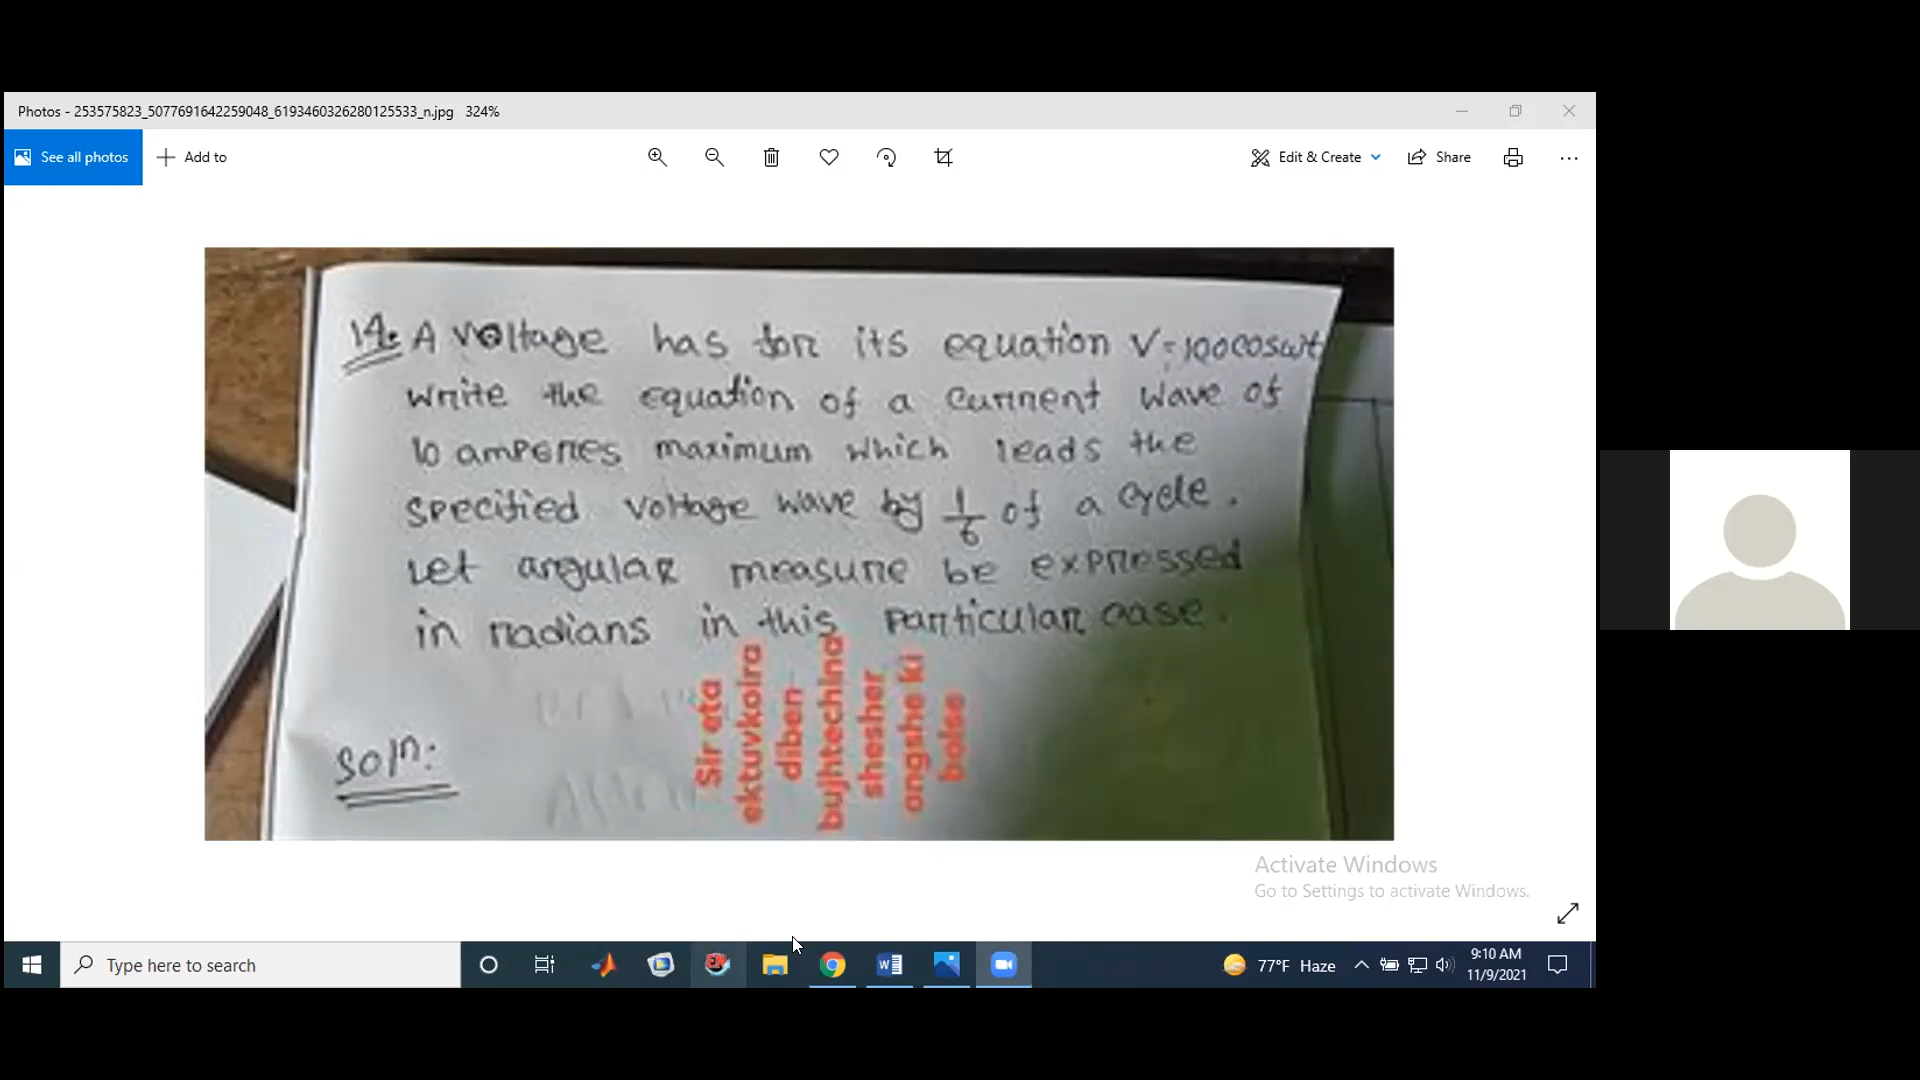 Photos - 253575823_5077691642259048_6193460326280125533_n.jpg 324%
See all photos
Add to
Edit & Create
Share
14. A voltage has for its equation V=100cosωt
write the equation of a current wave of
10 amperes maximum which leads the
specified voltage wave by 1/6 of a cycle.
Let angular measure be expressed
in radians in this particular case.
Soln:
Sir eta
ektuvkoira
diben
bujhtechina
shesher
ongshe ki
bolse
Activate Windows
Go to Settings to activate Windows.
Type here to search
77°F Haze
9:10 AM
11/9/2021